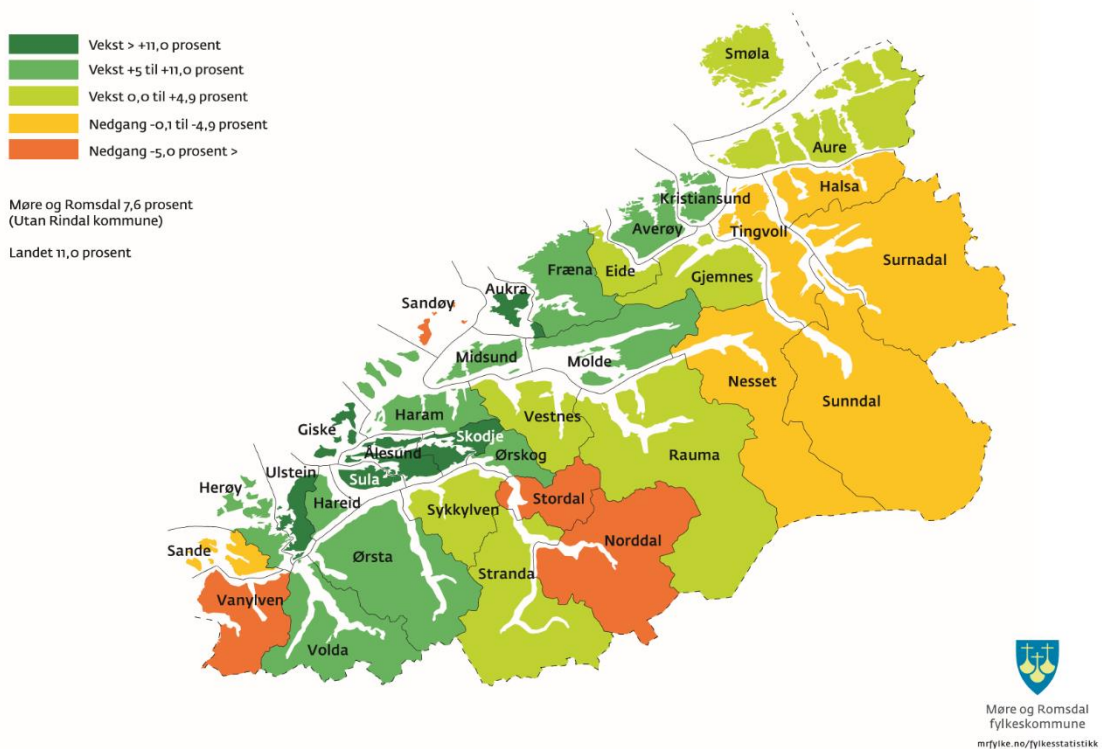 Vekst > +11,0 prosent
Vekst +5 til +11,0 prosent
Vekst 0,0 til +4,9 prosent
Nedgang -0,1 til -4,9 prosent
Nedgang -5,0 prosent >
Møre og Romsdal 7,6 prosent
(Utan Rindal kommune)
Landet 11,0 prosent
Smøla
Aure
Halsa
Kristiansund
Averøy
Tingvoll
Surnadal
Fræna
Eide
Gjemnes
Aukra
Sandøy
Midsund
Molde
Nesset
Sunndal
Haram
Vestnes
Giske
Skodje
Ålesund
Ørskog
Rauma
Ulstein
Sula
Herøy
Hareid
Sykkylven
Stordal
Norddal
Sande
Ørsta
Stranda
Vanylven
Volda
Møre og Romsdal
fylkeskommune
mrfylke.no/fylkesstatistikk